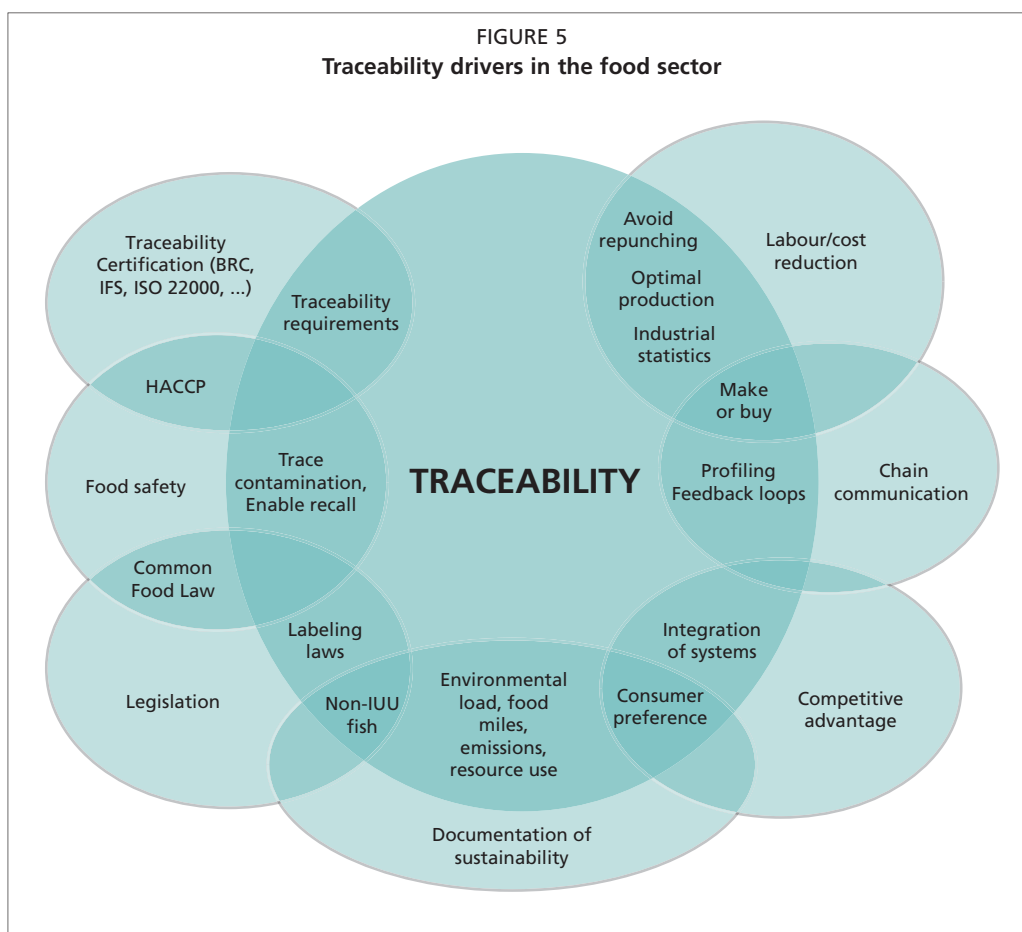 FIGURE 5
Traceability drivers in the food sector
Traceability
Certification (BRC,
IFS, ISO 22000, ...)
Traceability
requirements
HACCP
Food safety
Trace
contamination,
Enable recall
Common
Food Law
Labeling
laws
Legislation
Non-IUU
fish
TRACEABILITY
Environmental
load, food
miles,
emissions,
resource use
Documentation of
sustainability
Avoid
repunching
Optimal
production
Industrial
statistics
Labour/cost
reduction
Make
or buy
Profiling
Feedback loops
Chain
communication
Integration
of systems
Consumer
preference
Competitive
advantage